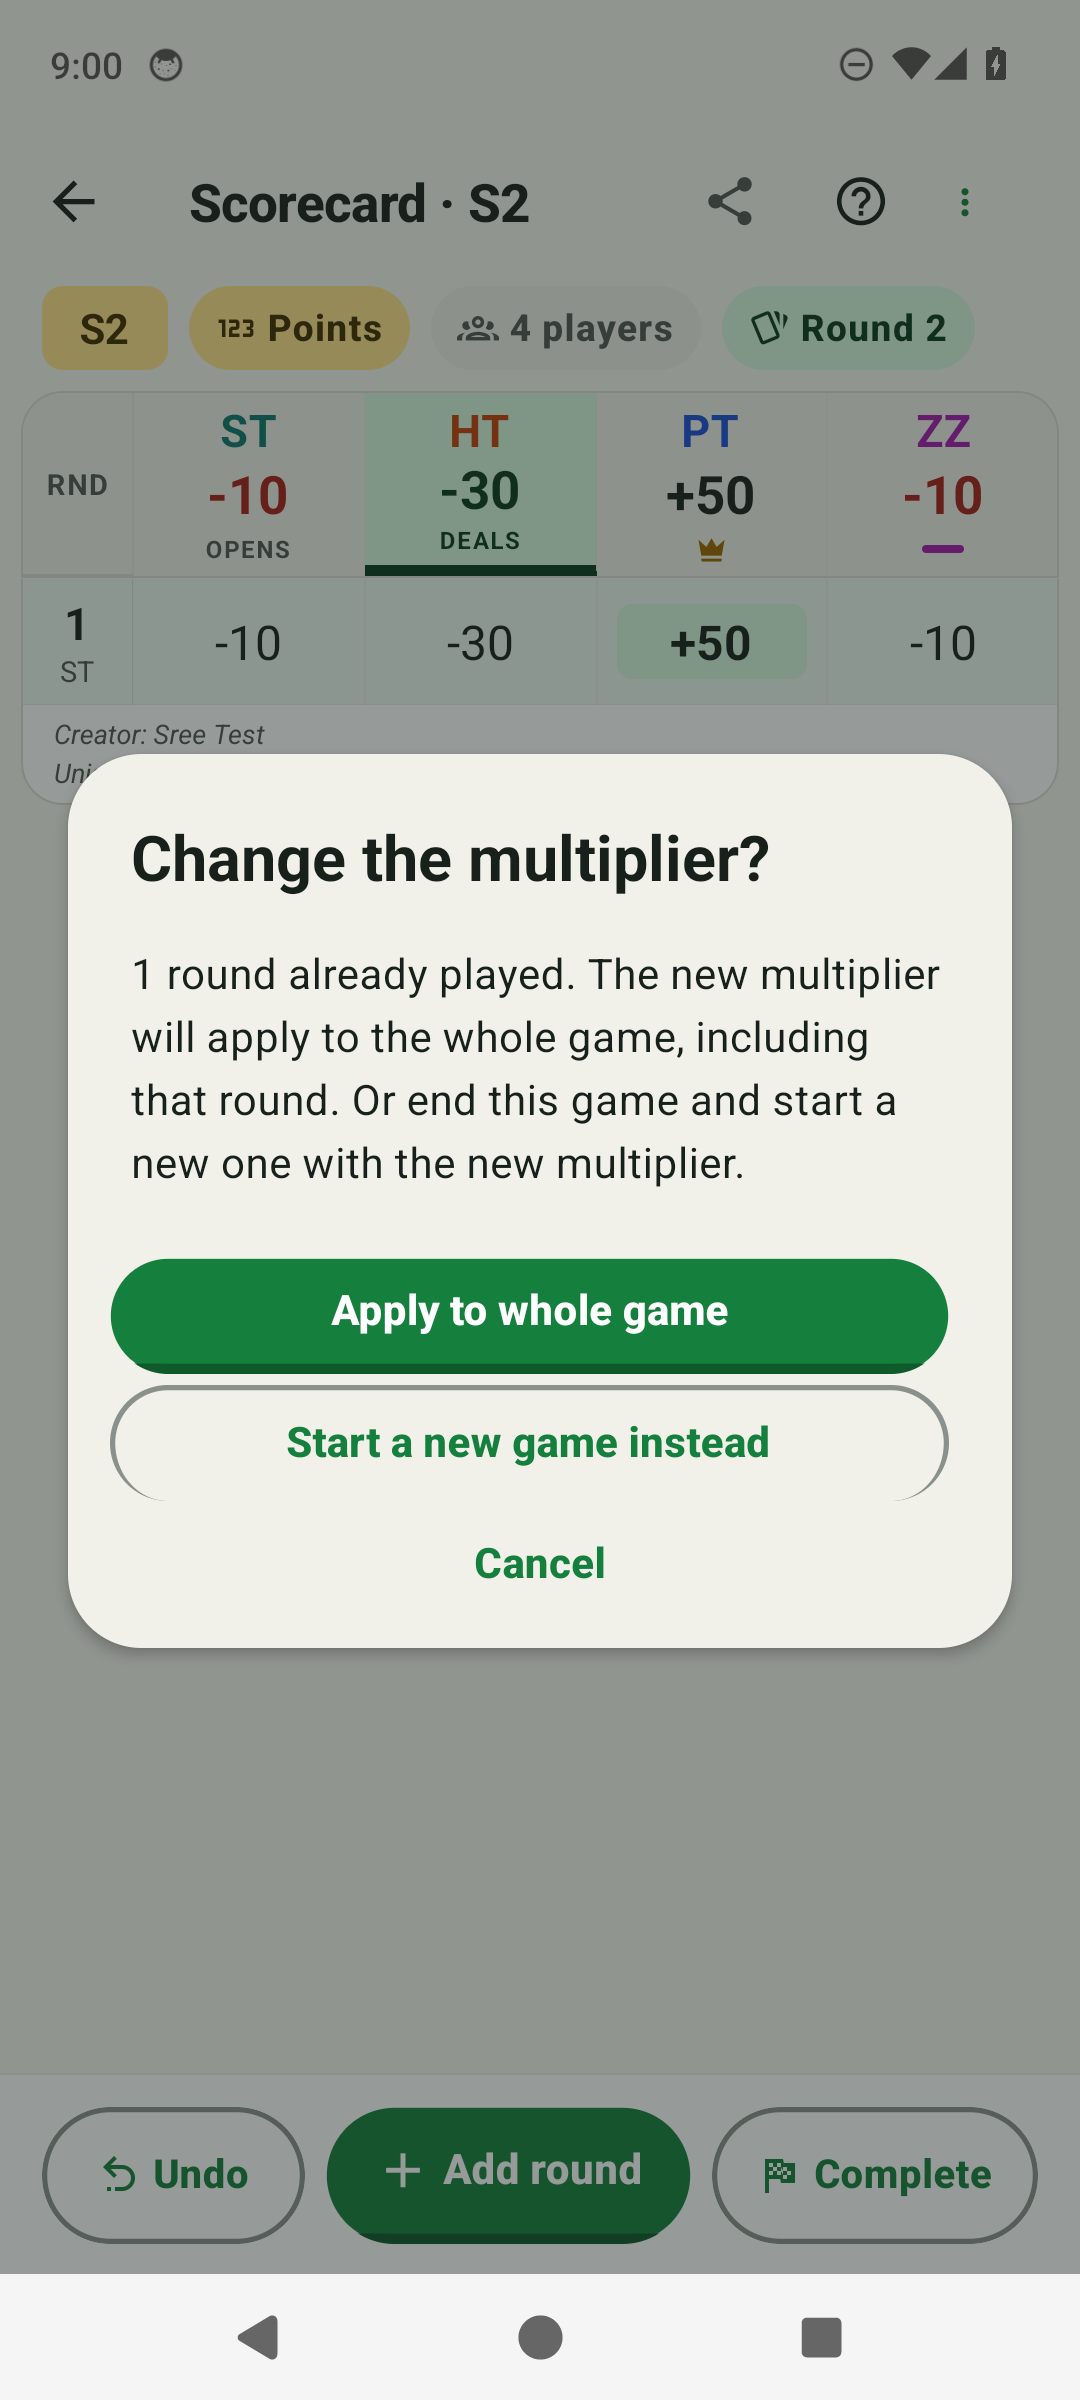 9:00
Scorecard · S2
S2
123 Points
4 players
Round 2
RND ST HT PT ZZ
-10 -30 +50 -10
OPENS DEALS
1 -10 -30 +50 -10
ST
Creator: Sree Test
Change the multiplier?
1 round already played. The new multiplier
will apply to the whole game, including
that round. Or end this game and start a
new one with the new multiplier.
Apply to whole game
Start a new game instead
Cancel
Undo
Add round
Complete